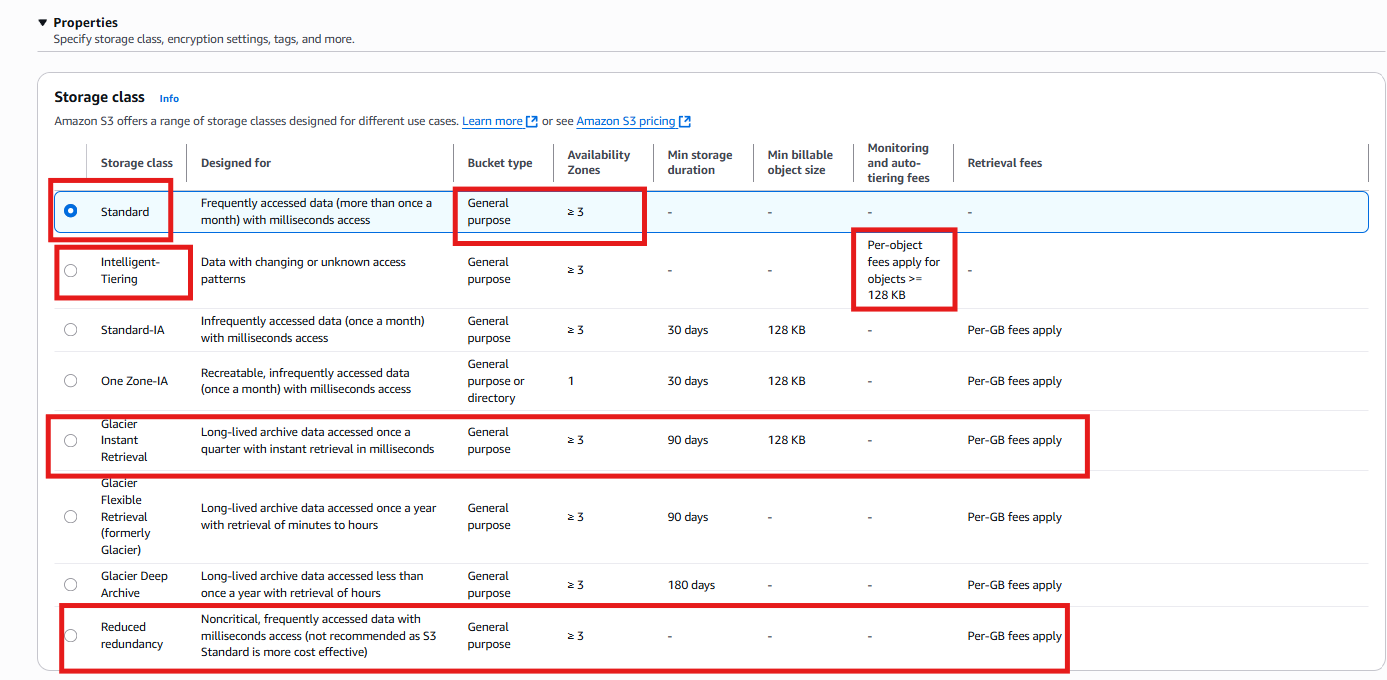 ▼ Properties
Specify storage class, encryption settings, tags, and more.
Storage class Info
Amazon S3 offers a range of storage classes designed for different use cases. Learn more or see Amazon S3 pricing
Storage class
Designed for
Bucket type
Availability
Zones
Min storage
duration
Min billable
object size
Monitoring
and auto-
tiering fees
Retrieval fees
Standard
Frequently accessed data (more than once a
month) with milliseconds access
General
purpose
≥ 3
-
-
-
-
Intelligent-
Tiering
Data with changing or unknown access
patterns
General
purpose
≥ 3
-
-
Per-object
fees apply for
objects >=
128 KB
-
Standard-IA
Infrequently accessed data (once a month)
with milliseconds access
General
purpose
≥ 3
30 days
128 KB
-
Per-GB fees apply
One Zone-IA
Recreatable, infrequently accessed data
(once a month) with milliseconds access
General
purpose or
directory
1
30 days
128 KB
-
Per-GB fees apply
Glacier
Instant
Retrieval
Long-lived archive data accessed once a
quarter with instant retrieval in milliseconds
General
purpose
≥ 3
90 days
128 KB
-
Per-GB fees apply
Glacier
Flexible
Retrieval
(formerly
Glacier)
Long-lived archive data accessed once a year
with retrieval of minutes to hours
General
purpose
≥ 3
90 days
-
-
Per-GB fees apply
Glacier Deep
Archive
Long-lived archive data accessed less than
once a year with retrieval of hours
General
purpose
≥ 3
180 days
-
-
Per-GB fees apply
Reduced
redundancy
Noncritical, frequently accessed data with
milliseconds access (not recommended as S3
Standard is more cost effective)
General
purpose
≥ 3
-
-
-
Per-GB fees apply